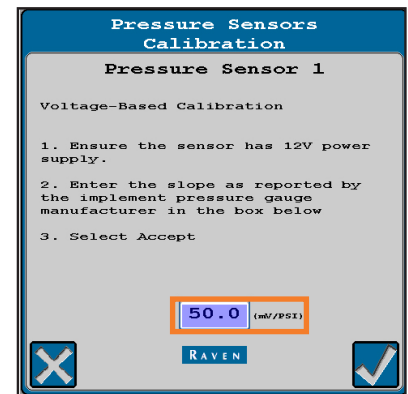 Pressure Sensors
Calibration
Pressure Sensor 1
Voltage-Based Calibration
1. Ensure the sensor has 12V power
supply.
2. Enter the slope as reported by
the implement pressure gauge
manufacturer in the box below
3. Select Accept
50.0 (mV/PSI)
RAVEN